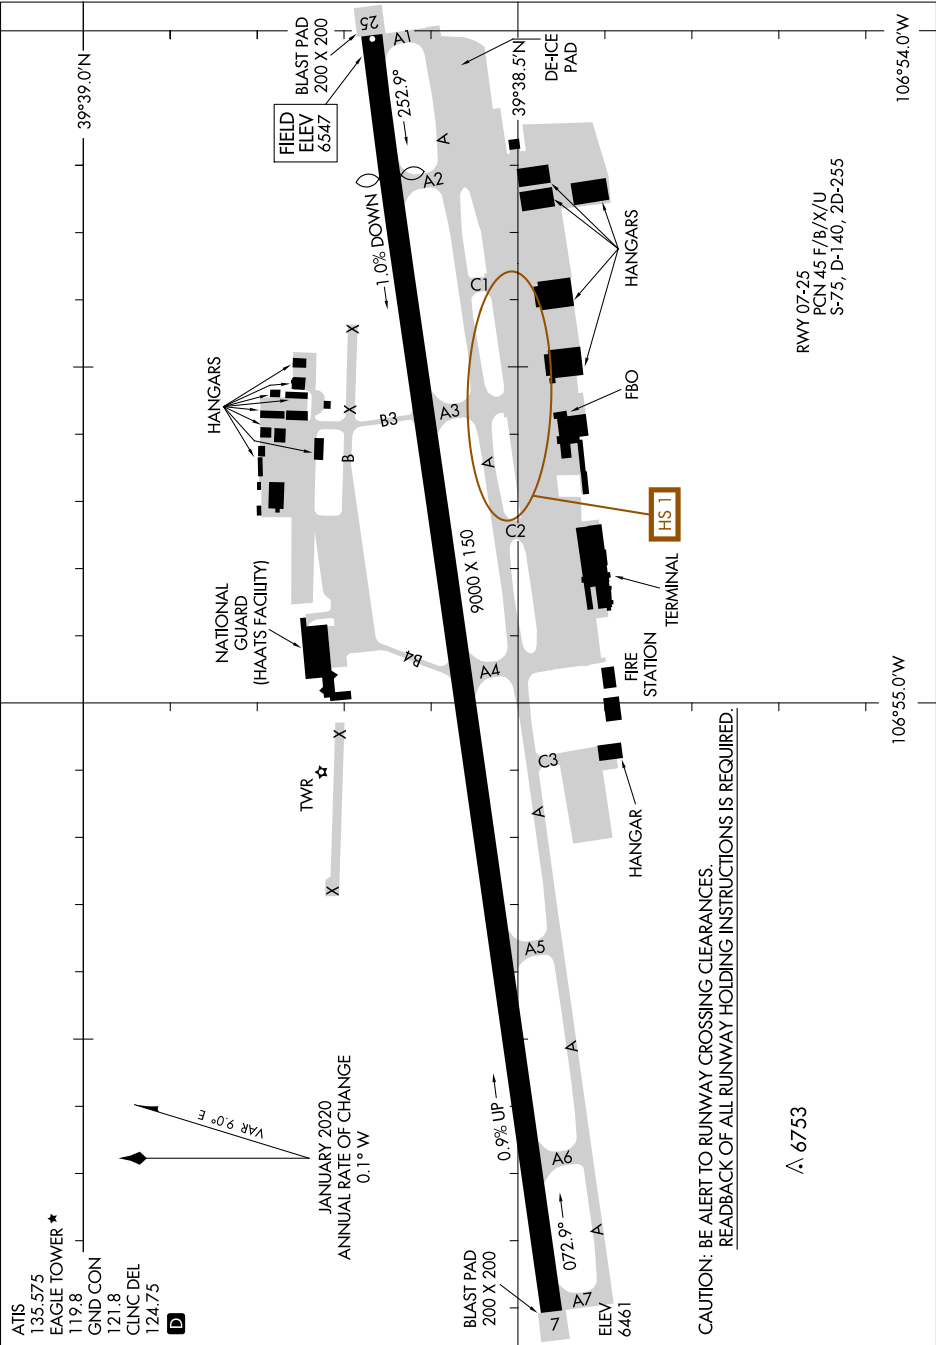 ATIS
135.575
EAGLE TOWER ★
119.8
GND CON
121.8
CLNC DEL
124.75
D
JANUARY 2020
ANNUAL RATE OF CHANGE
0.1° W
VAR 9.0° E
39°39.0'N
39°38.5'N
106°54.0'W
106°55.0'W
TWR
X
X
NATIONAL
GUARD
(HAATS FACILITY)
HANGARS
X
X
B
B3
B4
FIELD
ELEV
6547
BLAST PAD
200 X 200
25
252.9°
1.0% DOWN
9000 X 150
0.9% UP
072.9°
7
BLAST PAD
200 X 200
ELEV
6461
A1
A
A2
C1
A3
A
C2
A4
C3
A
A5
A
A6
A
A7
DE-ICE
PAD
HANGARS
FBO
HS 1
TERMINAL
FIRE
STATION
HANGAR
RWY 07-25
PCN 45 F/B/X/U
S-75, D-140, 2D-255
CAUTION: BE ALERT TO RUNWAY CROSSING CLEARANCES.
READBACK OF ALL RUNWAY HOLDING INSTRUCTIONS IS REQUIRED.
6753